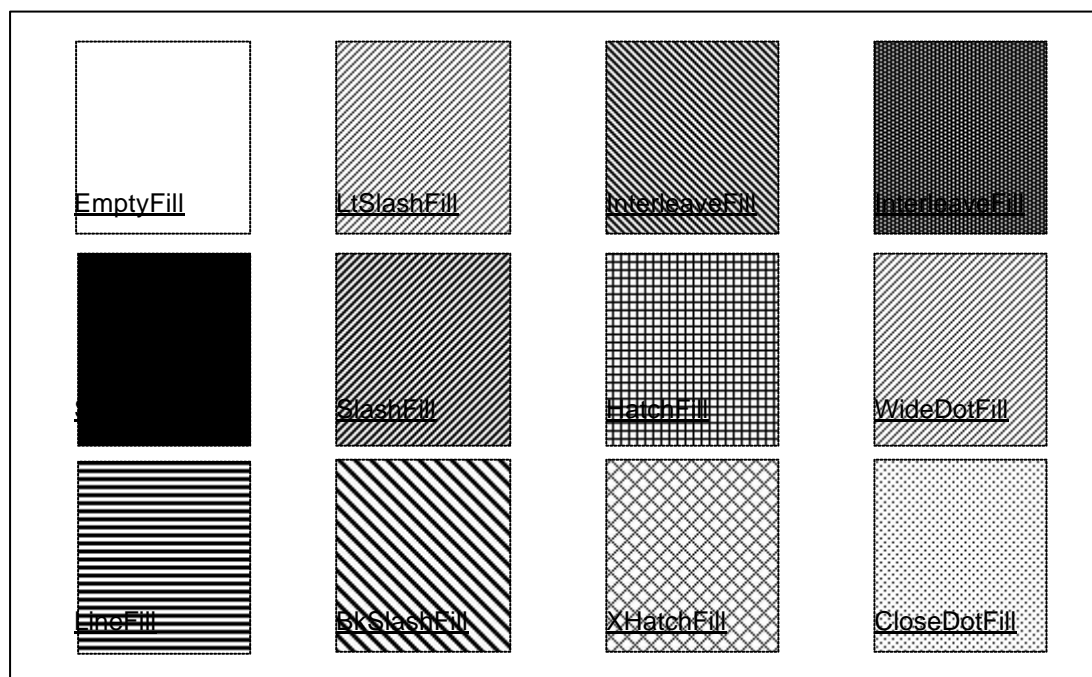 EmptyFill
LtSlashFill
InterleaveFill
InterleaveFill
SlashFill
HatchFill
WideDotFill
LineFill
BkSlashFill
XHatchFill
CloseDotFill